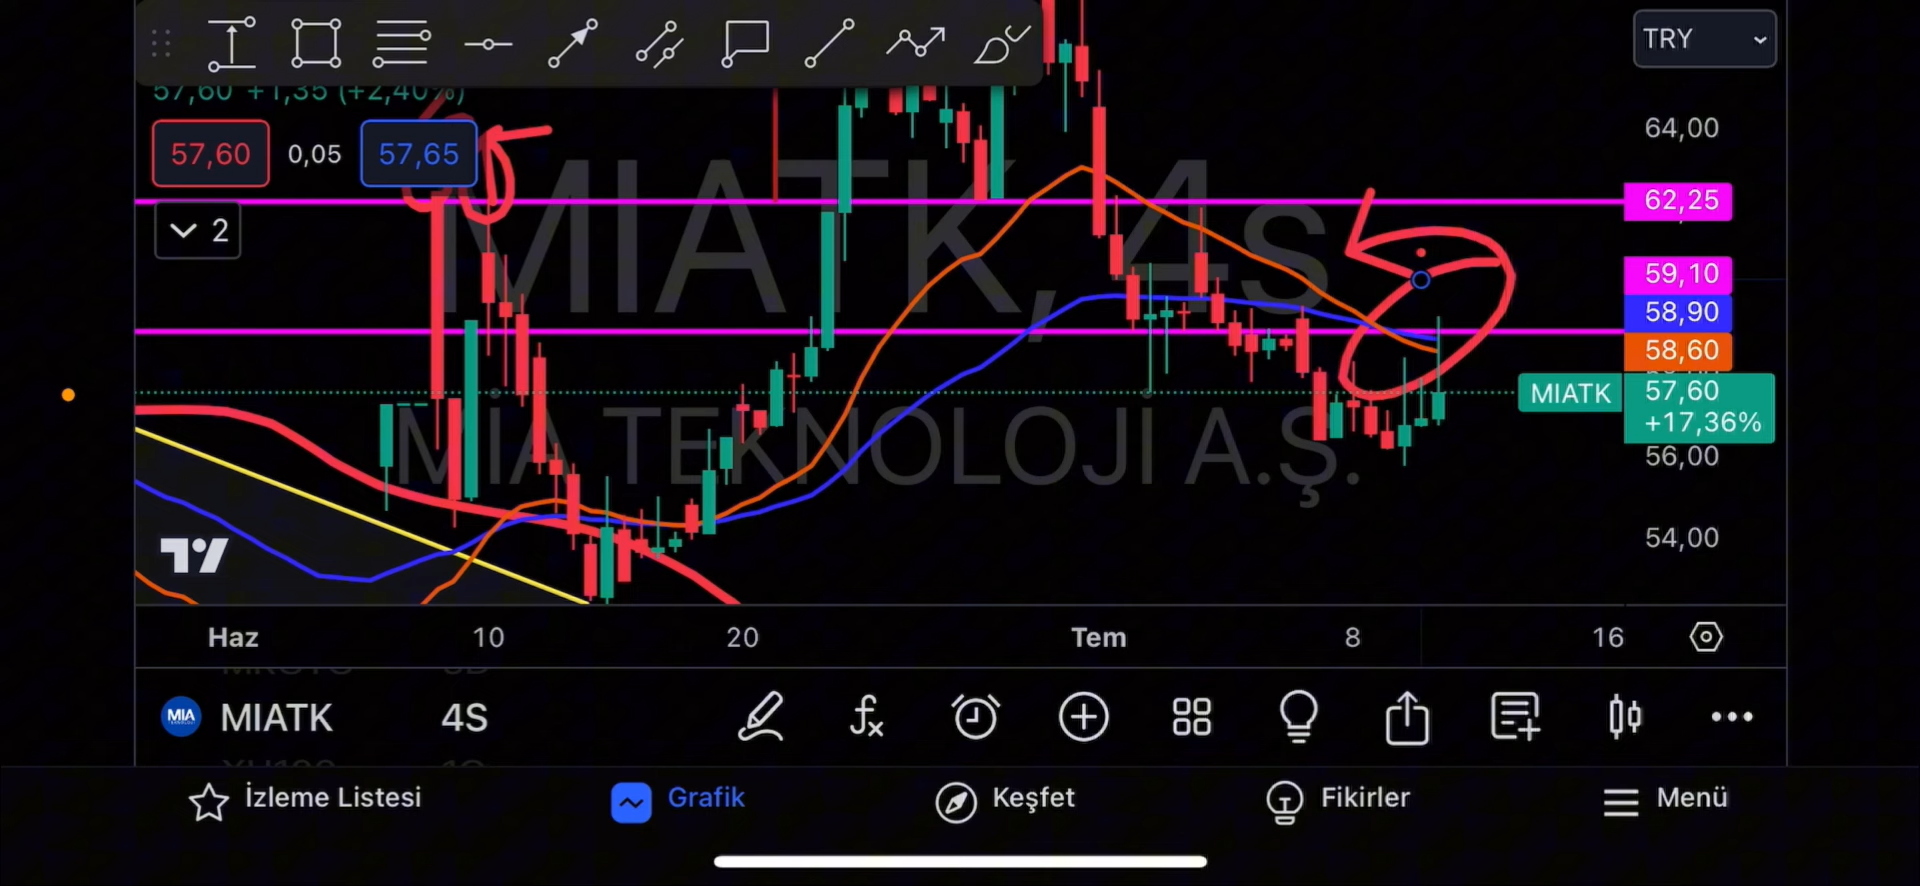 TRY
57,60 +1,35 (+2,40%)
57,60 0,05 57,65
2
MIATK, 4s
MIA TEKNOLOJİ A.Ş.
64,00
62,25
59,10
58,90
58,60
MIATK 57,60
+17,36%
56,00
54,00
Haz 10 20 Tem 8 16
MIA MIATK 4S
İzleme Listesi Grafik Keşfet Fikirler Menü